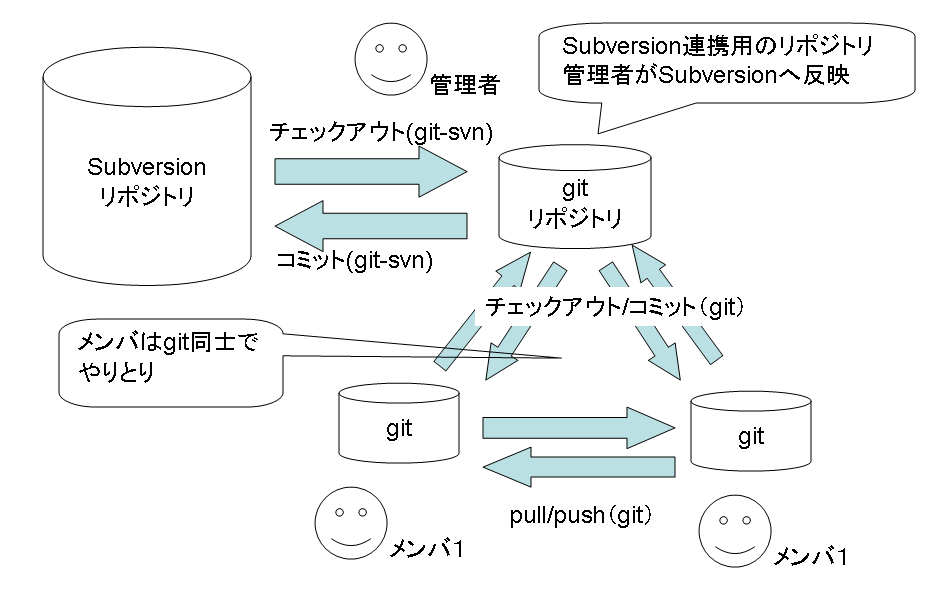 管理者
Subversion連携用のリポジトリ
管理者がSubversionへ反映
チェックアウト(git-svn)
Subversion
リポジトリ
git
リポジトリ
コミット(git-svn)
チェックアウト/コミット(git)
メンバはgit同士で
やりとり
git
git
pull/push(git)
メンバ1
メンバ1